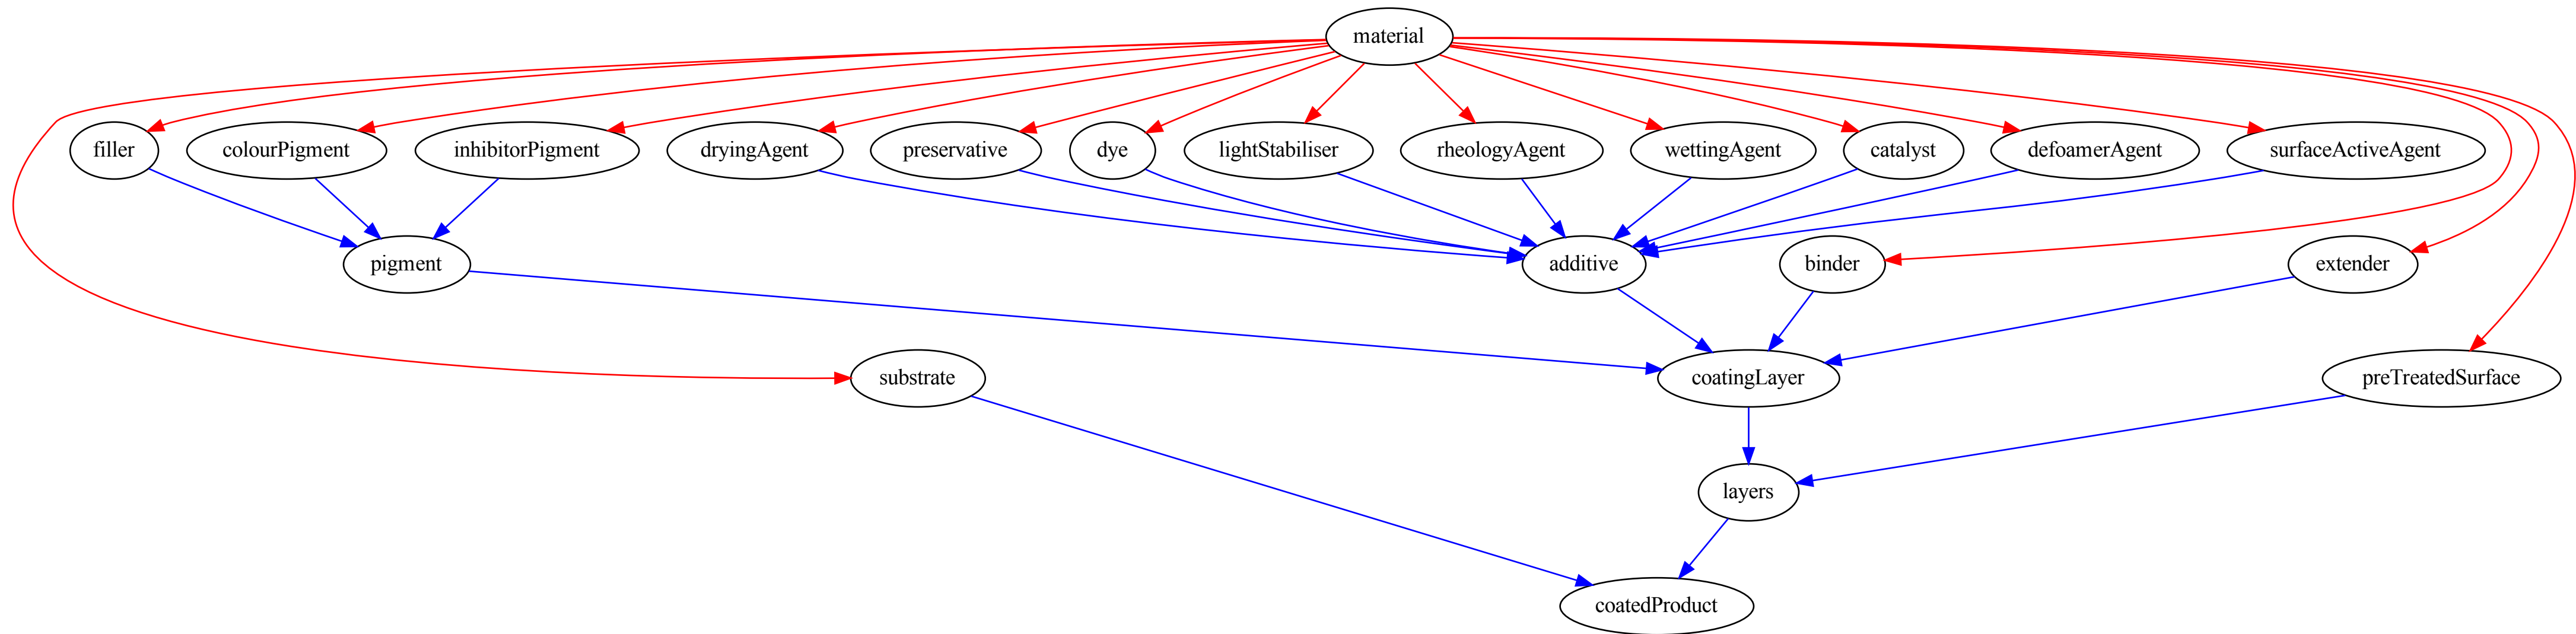 material
filler
colourPigment
inhibitorPigment
dryingAgent
preservative
dye
lightStabiliser
rheologyAgent
wettingAgent
catalyst
defoamerAgent
surfaceActiveAgent
pigment
additive
binder
extender
substrate
coatingLayer
preTreatedSurface
layers
coatedProduct